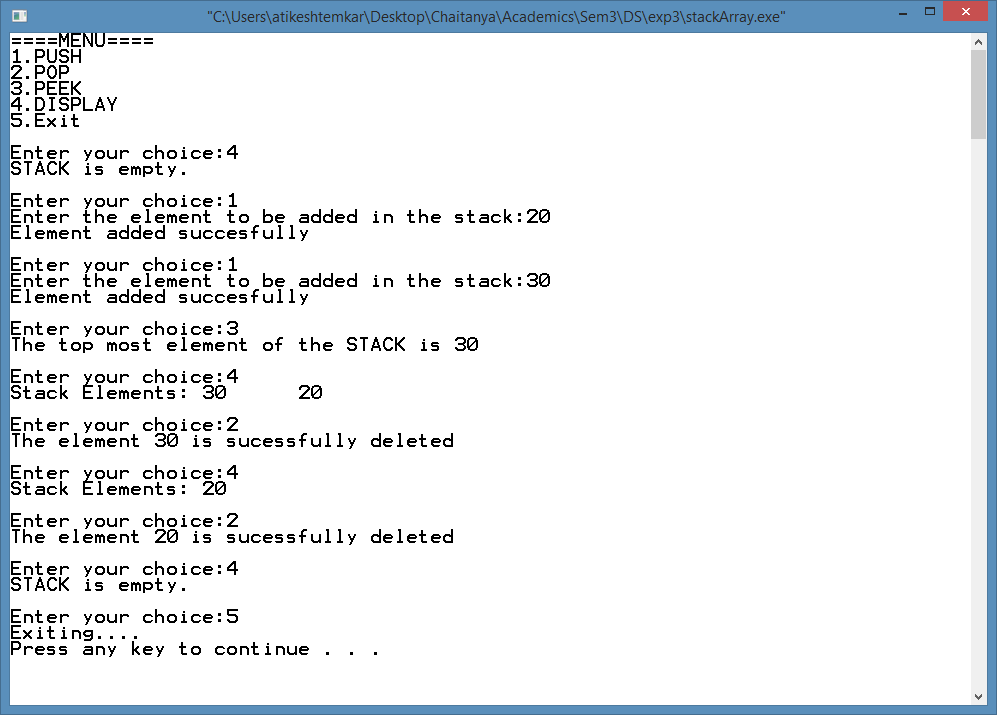 "C:\Users\atikeshtemkar\Desktop\Chaitanya\Academics\Sem3\DS\exp3\stackArray.exe"
====MENU====
1.PUSH
2.POP
3.PEEK
4.DISPLAY
5.Exit
Enter your choice:4
STACK is empty.
Enter your choice:1
Enter the element to be added in the stack:20
Element added succesfully
Enter your choice:1
Enter the element to be added in the stack:30
Element added succesfully
Enter your choice:3
The top most element of the STACK is 30
Enter your choice:4
Stack Elements: 30      20
Enter your choice:2
The element 30 is sucessfully deleted
Enter your choice:4
Stack Elements: 20
Enter your choice:2
The element 20 is sucessfully deleted
Enter your choice:4
STACK is empty.
Enter your choice:5
Exiting....
Press any key to continue . . .